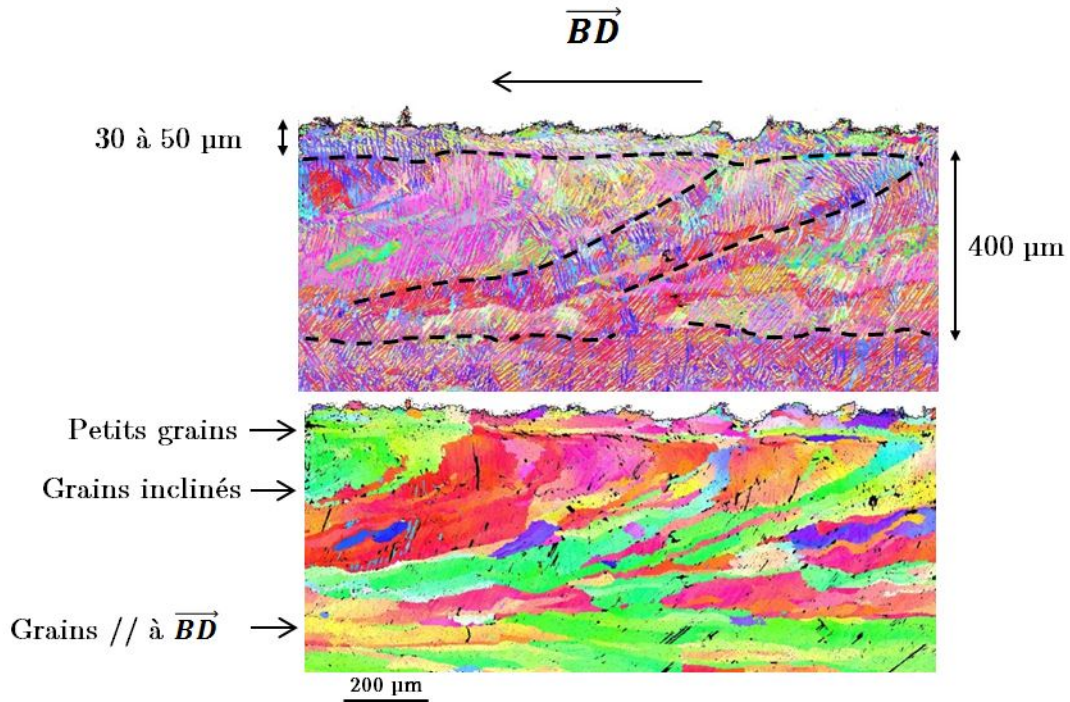 BD
30 à 50 µm
400 µm
Petits grains
Grains inclinés
Grains // à BD
200 µm